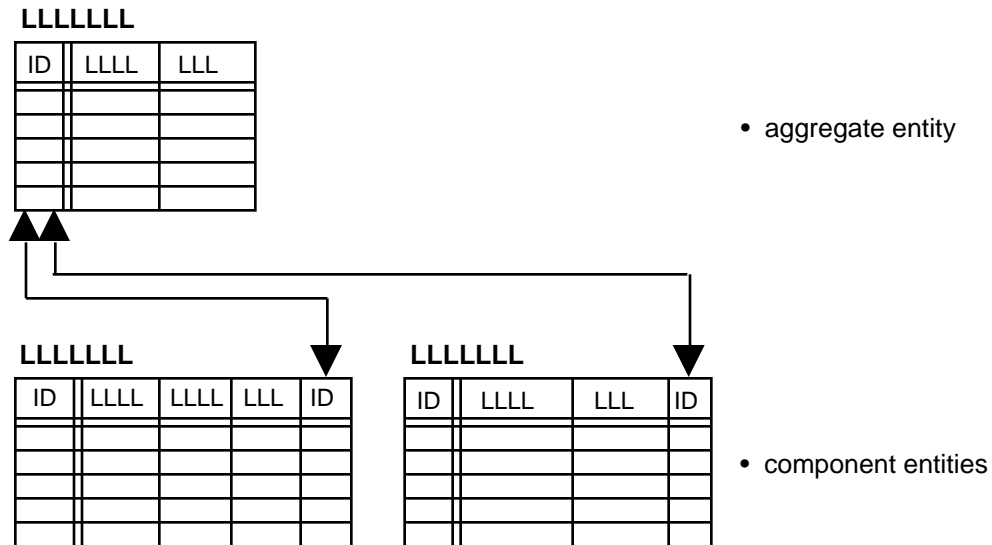 LLLLLLL
ID LLLL LLL
• aggregate entity
LLLLLLL LLLLLLL
ID LLLL LLLL LLL ID ID LLLL LLL ID
• component entities